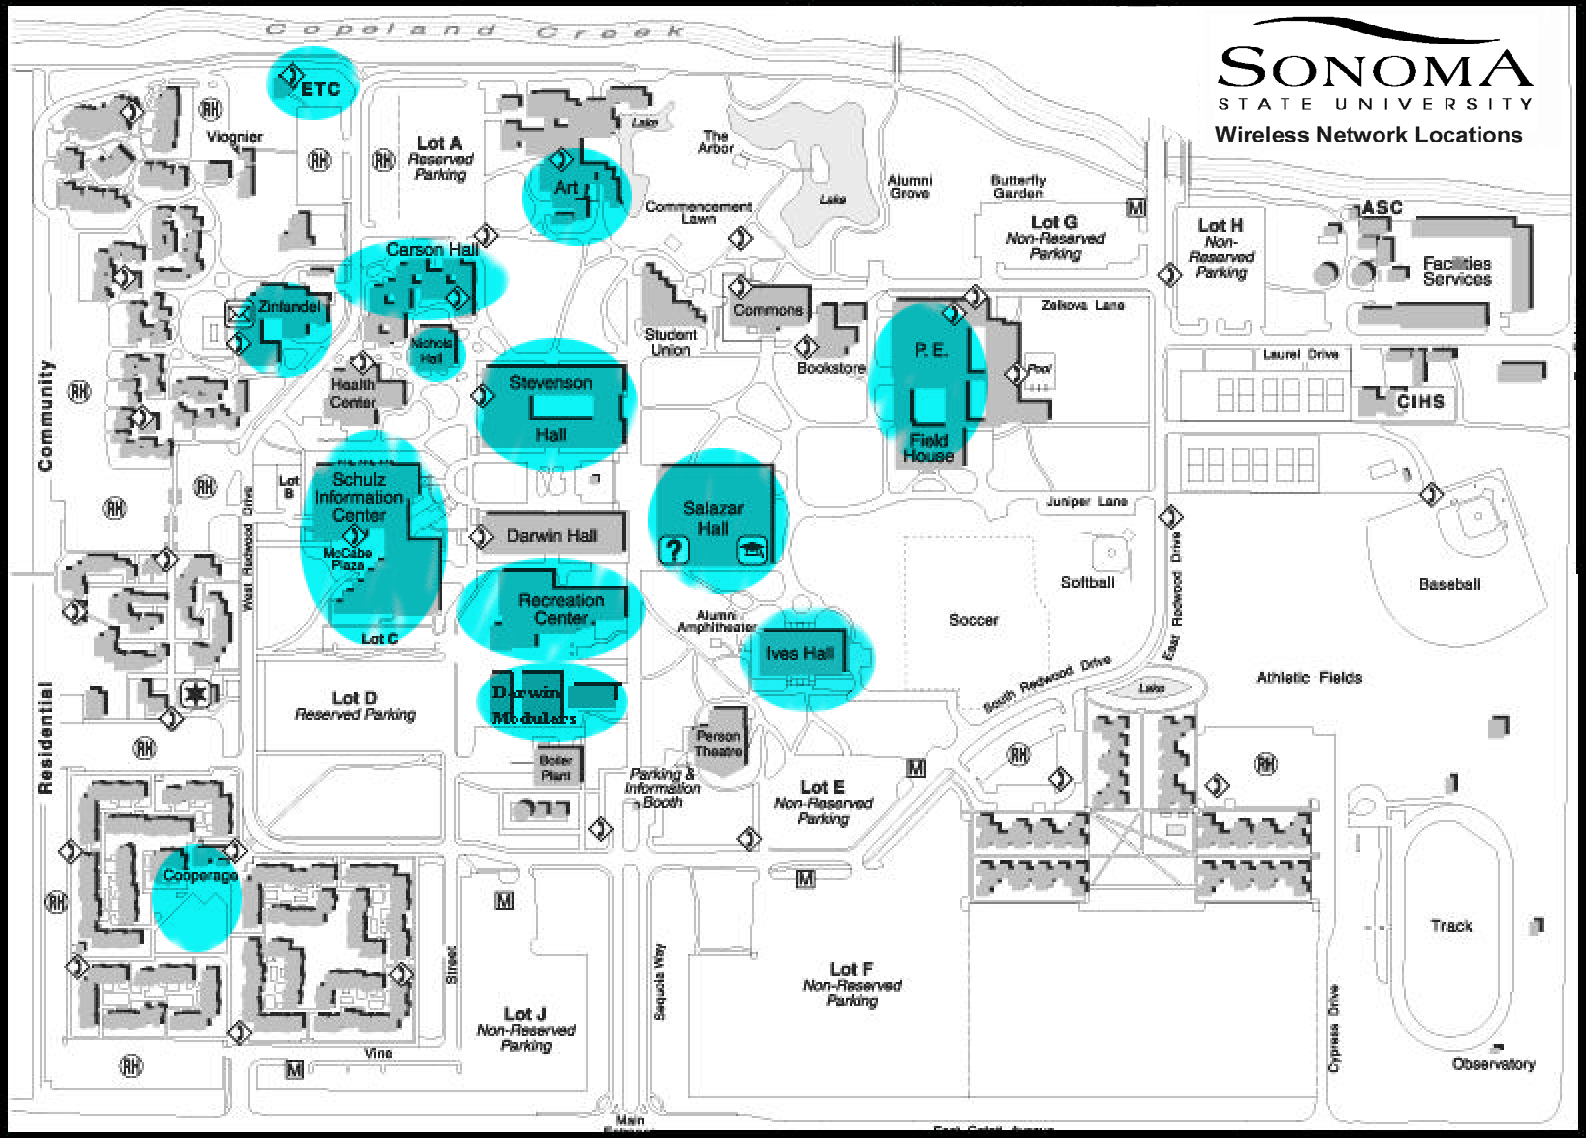 Copeland Creek
SONOMA
STATE UNIVERSITY
Wireless Network Locations
ETC
RH
Viognier
RH
RH
Lot A
Reserved
Parking
Lake
The
Arbor
Art
Commencement
Lawn
Lake
Alumni
Grove
Butterfly
Garden
M
Lot G
Non-Reserved
Parking
Lot H
Non-
Reserved
Parking
ASC
Facilities
Services
Carson Hall
Zinfandel
Nichols
Hall
Health
Center
Stevenson
Hall
Student
Union
Commons
Bookstore
P. E.
Field
House
Pool
Zelkova Lane
Laurel Drive
CIHS
Community
RH
RH
RH
Lot
B
West Redwood Drive
Schulz
Information
Center
McCabe
Plaza
Lot C
Darwin Hall
Salazar
Hall
?
Juniper Lane
Softball
Baseball
East Redwood Drive
Recreation
Center
Alumni
Amphitheater
Ives Hall
Soccer
South Redwood Drive
Lake
Athletic Fields
Residential
RH
Lot D
Reserved Parking
Darwin
Modulars
Boiler
Plant
Person
Theatre
Parking &
Information
Booth
Lot E
Non-Reserved
Parking
M
RH
RH
Cooperage
RH
M
M
Street
Sequoia Way
Lot J
Non-Reserved
Parking
Lot F
Non-Reserved
Parking
Track
Cypress Drive
Observatory
Vine
RH
M
Main